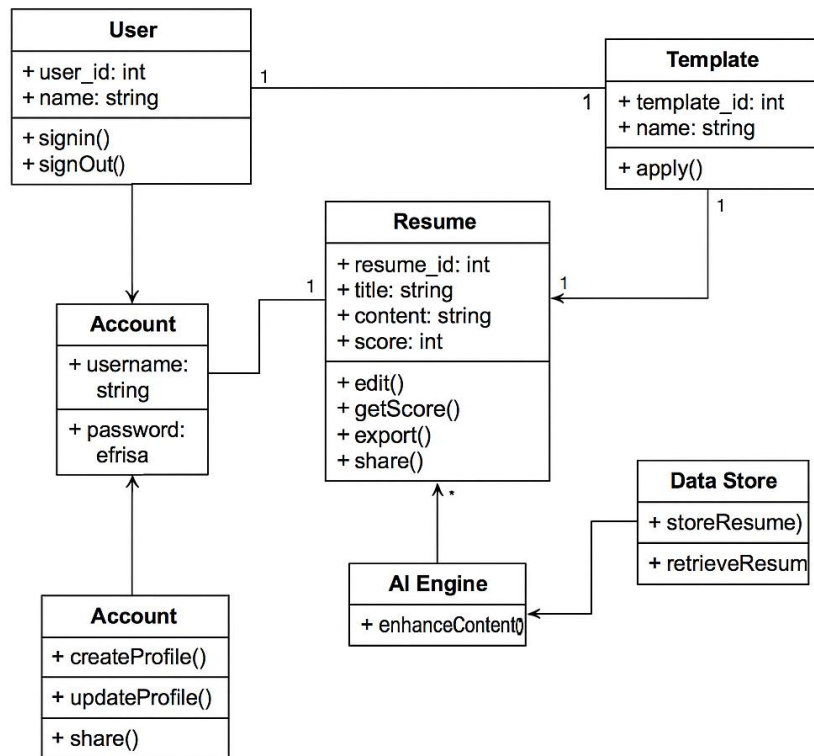 User
+ user_id: int
+ name: string
+ signin()
+ signOut()
1
1
Template
+ template_id: int
+ name: string
+ apply()
1
Resume
+ resume_id: int
+ title: string
+ content: string
+ score: int
+ edit()
+ getScore()
+ export()
+ share()
1
1
*
Account
+ username:
string
+ password:
efrisa
Account
+ createProfile()
+ updateProfile()
+ share()
AI Engine
+ enhanceContent()
Data Store
+ storeResume)
+ retrieveResum